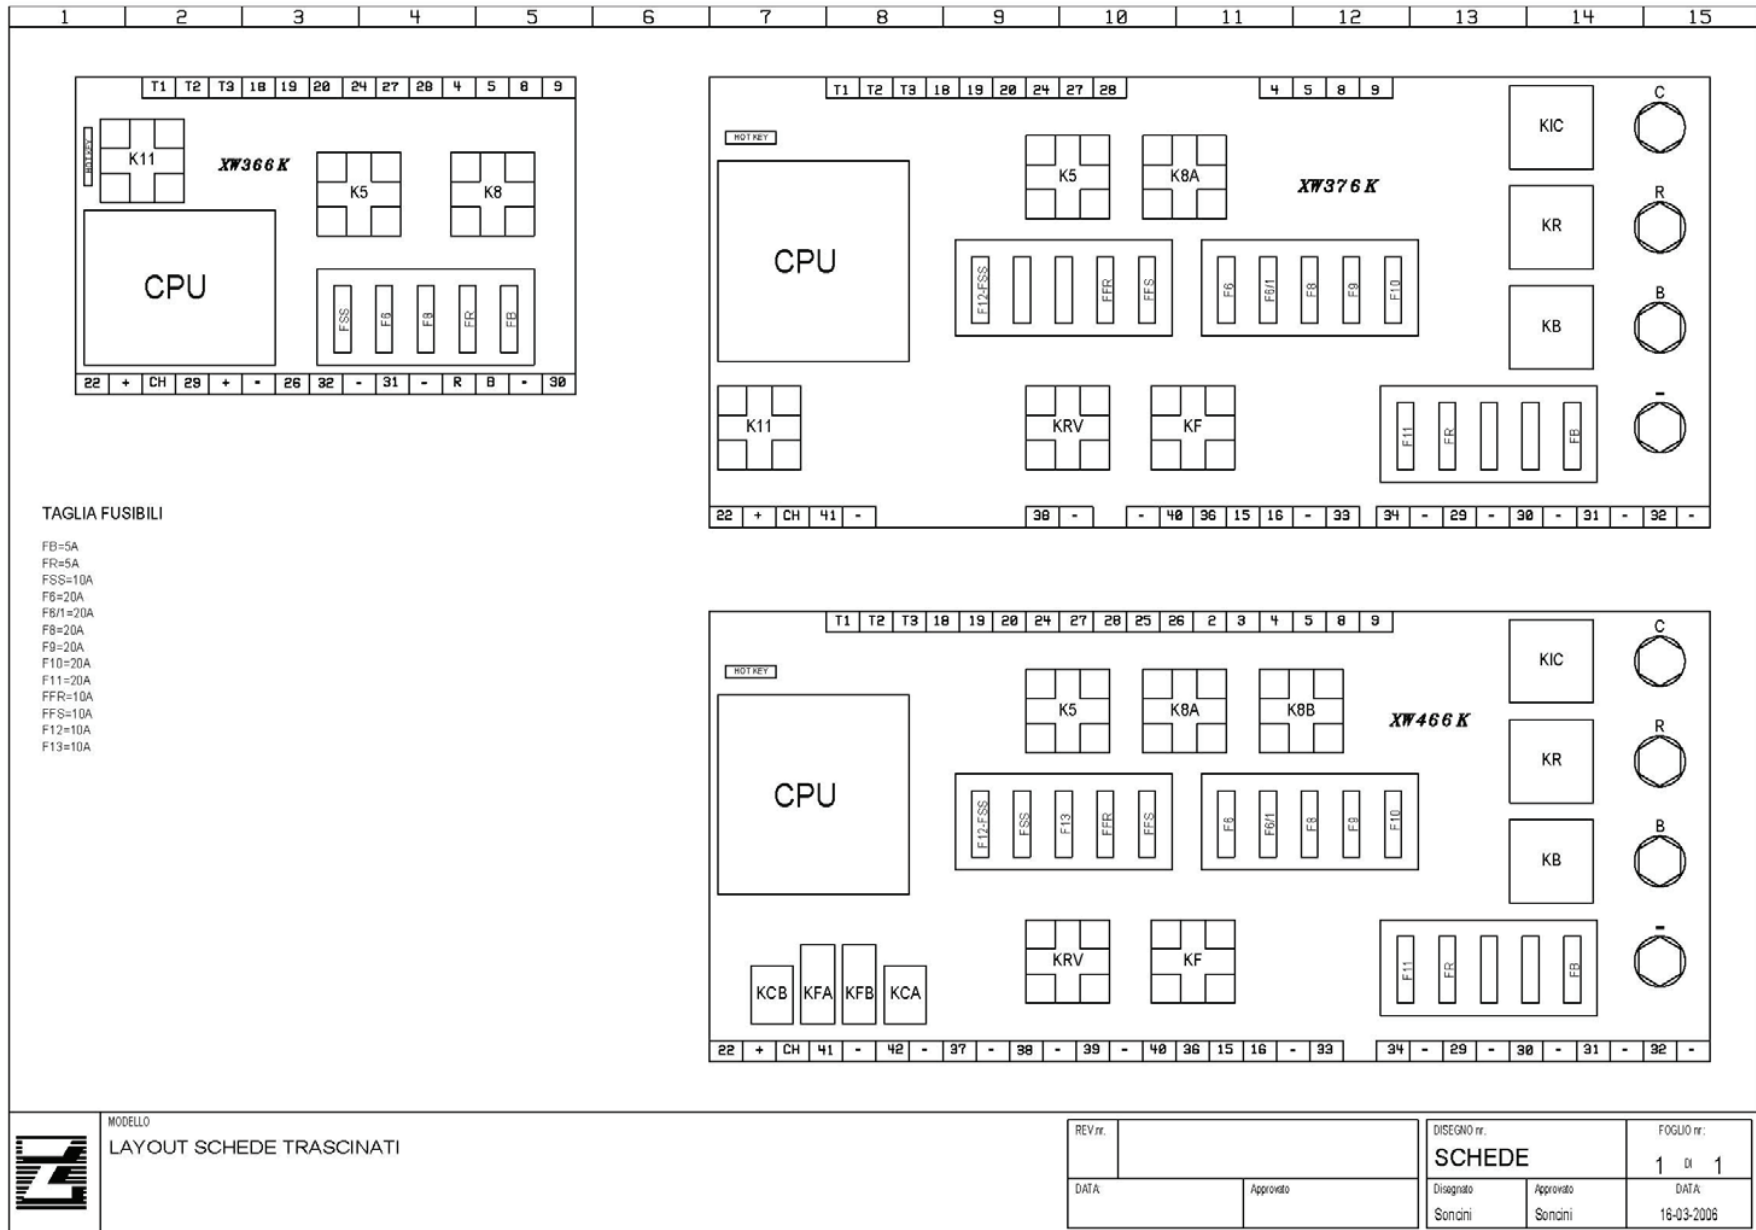 1 2 3 4 5 6 7 8 9 10 11 12 13 14 15
T1 T2 T3 18 19 20 24 27 28 4 5 8 9
HOT KEY
K11
XW366K
K5
K8
CPU
FSS F6 F8 FR FB
22 + CH 29 + - 26 32 - 31 - R B - 30
T1 T2 T3 18 19 20 24 27 28 4 5 8 9
HOT KEY
K5
K8A
XW376K
KIC
C
CPU
KR
R
F12-FSS FFR FFS
F6 F6/1 F8 F9 F10
KB
B
K11
KRV
KF
F11 FR FB
-
22 + CH 41 - 38 - - 40 36 15 16 - 33 34 - 29 - 30 - 31 - 32 -
TAGLIA FUSIBILI
FB=5A
FR=5A
FSS=10A
F6=20A
F6/1=20A
F8=20A
F9=20A
F10=20A
F11=20A
FFR=10A
FFS=10A
F12=10A
F13=10A
T1 T2 T3 18 19 20 24 27 28 25 26 2 3 4 5 8 9
HOT KEY
K5
K8A
K8B
XW466K
KIC
C
CPU
KR
R
F12-FSS FSS F13 FFR FFS
F6 F6/1 F8 F9 F10
KB
B
KCB KFA KFB KCA
KRV
KF
F11 FR FB
-
22 + CH 41 - 42 - 37 - 38 - 39 - 40 36 15 16 - 33 34 - 29 - 30 - 31 - 32 -
MODELLO
LAYOUT SCHEDE TRASCINATI
REV.nr.
DATA:
Approvato
DISEGNO nr.
SCHEDE
FOGLIO nr:
1 DI 1
Disegnato
Soncini
Approvato
Soncini
DATA:
16-03-2006